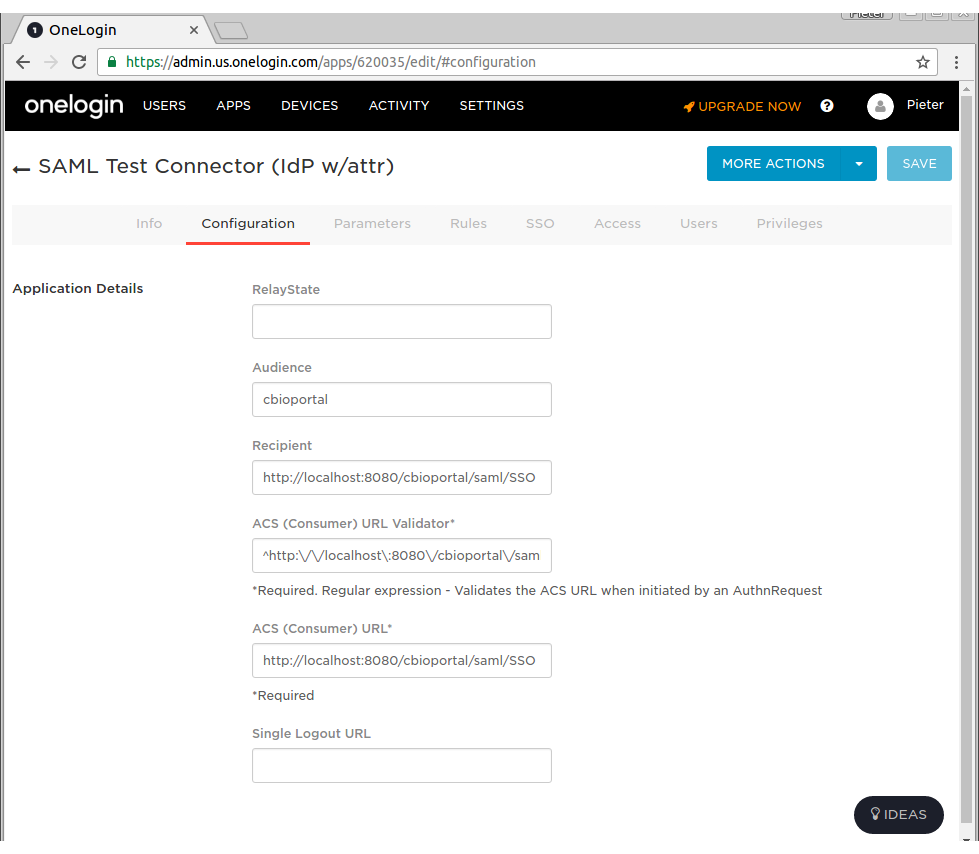 Pieter
OneLogin
https://admin.us.onelogin.com/apps/620035/edit/#configuration
onelogin USERS APPS DEVICES ACTIVITY SETTINGS UPGRADE NOW ? Pieter
← SAML Test Connector (IdP w/attr) MORE ACTIONS SAVE
Info Configuration Parameters Rules SSO Access Users Privileges
Application Details
RelayState
Audience
cbioportal
Recipient
http://localhost:8080/cbioportal/saml/SSO
ACS (Consumer) URL Validator*
^http:\/\/localhost\:8080\/cbioportal\/sam
*Required. Regular expression - Validates the ACS URL when initiated by an AuthnRequest
ACS (Consumer) URL*
http://localhost:8080/cbioportal/saml/SSO
*Required
Single Logout URL
IDEAS